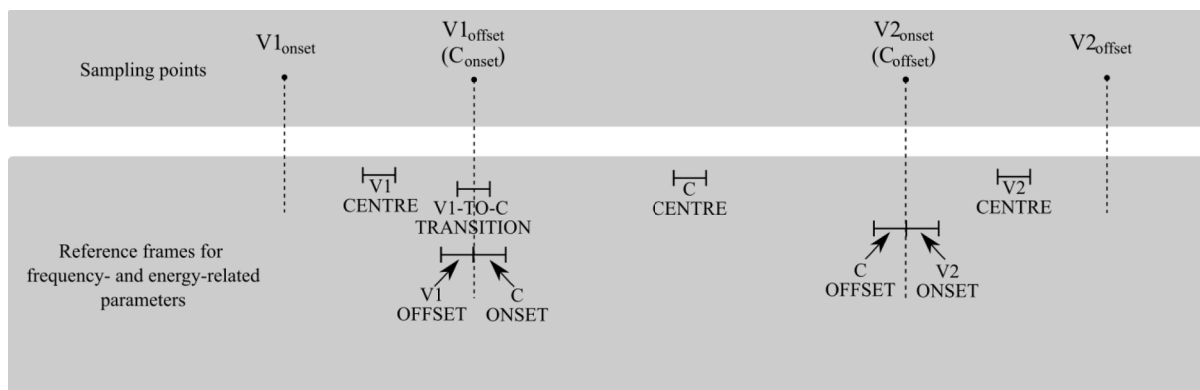 V1onset
V1offset
(Conset)
V2onset
(Coffset)
V2offset
Sampling points
V1
CENTRE
V1-TO-C
TRANSITION
C
CENTRE
V2
CENTRE
Reference frames for
frequency- and energy-related
parameters
V1
OFFSET
C
ONSET
C
OFFSET
V2
ONSET